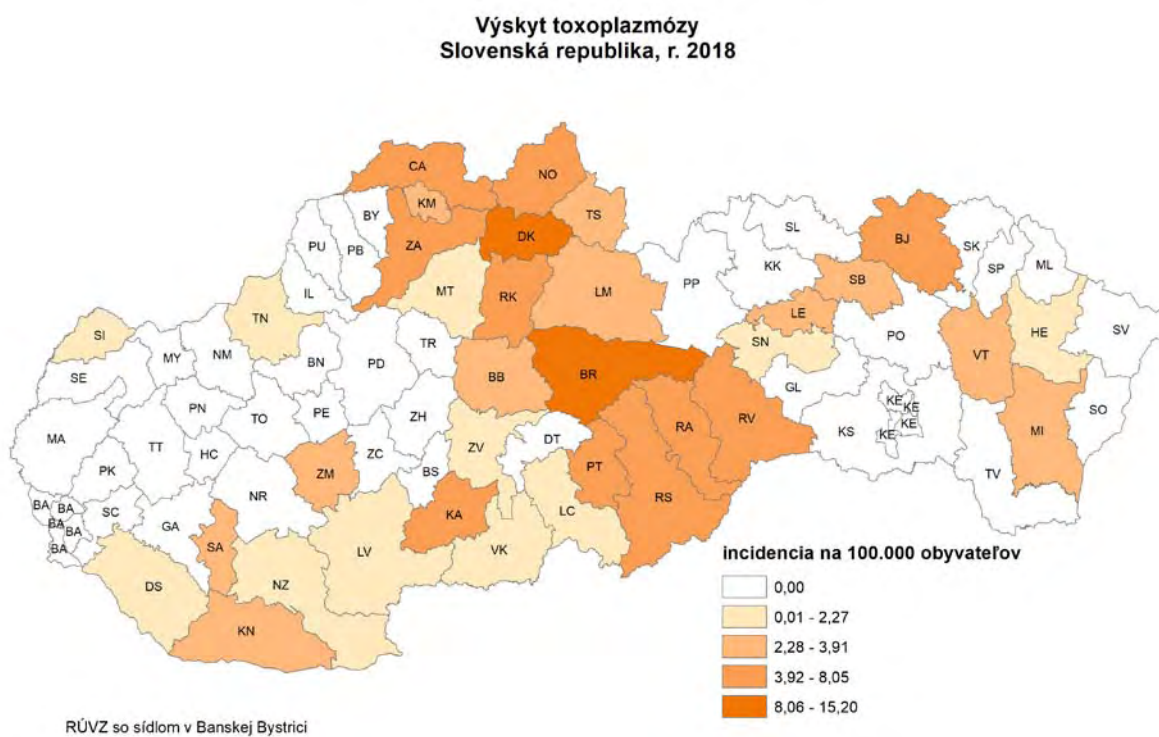 Výskyt toxoplazmózy
Slovenská republika, r. 2018
CA
NO
KM
TS
BY
ZA
DK
PU
PB
SL
BJ
SK
SP
ML
KK
PP
IL
MT
RK
LM
SB
LE
TN
SI
PO
HE
SV
SN
VT
MY
NM
BN
PD
TR
BB
BR
SE
GL
PN
TO
PE
ZH
RA
RV
KE
KE
SO
MA
TT
HC
ZC
ZV
DT
KS
KE
KE
MI
PK
ZM
BS
PT
TV
NR
RS
BA
BA
SC
GA
KA
LC
BA
BA
BA
SA
LV
VK
DS
NZ
KN
incidencia na 100.000 obyvateľov
0,00
0,01 - 2,27
2,28 - 3,91
3,92 - 8,05
8,06 - 15,20
RÚVZ so sídlom v Banskej Bystrici